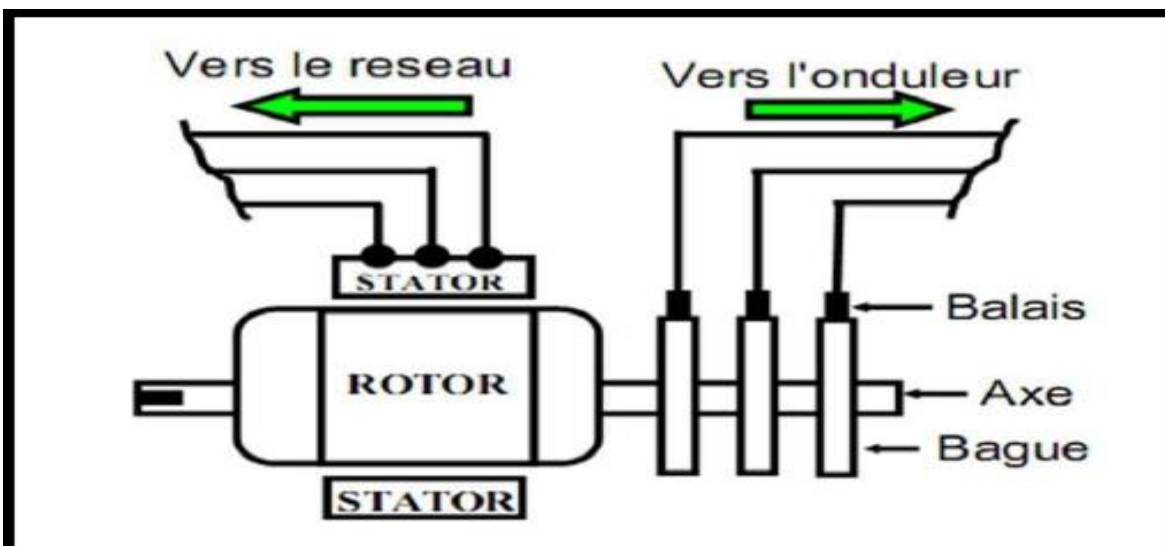 Vers le reseau
Vers l'onduleur
STATOR
Balais
ROTOR
Axe
Bague
STATOR